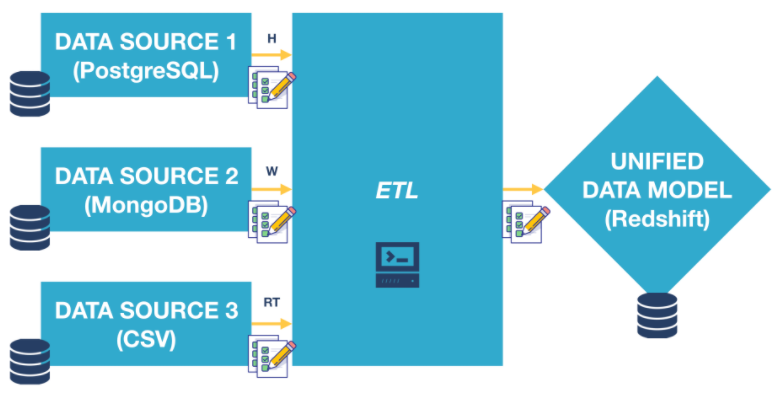 DATA SOURCE 1
(PostgreSQL)
H
DATA SOURCE 2
(MongoDB)
W
DATA SOURCE 3
(CSV)
RT
ETL
UNIFIED
DATA MODEL
(Redshift)